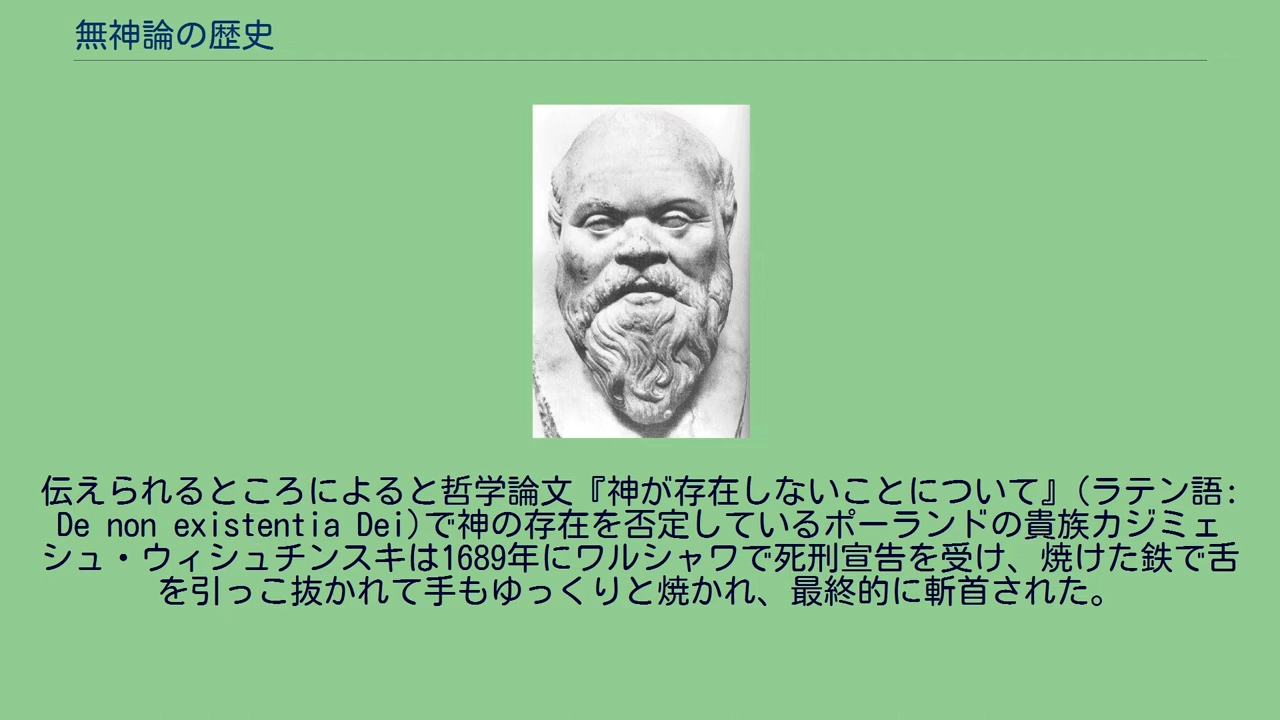 無神論の歴史
伝えられるところによると哲学論文『神が存在しないことについて』(ラテン語:
De non existentia Dei)で神の存在を否定しているポーランドの貴族カジミェ
シュ・ウィシュチンスキは1689年にワルシャワで死刑宣告を受け、焼けた鉄で舌
を引っこ抜かれて手もゆっくりと焼かれ、最終的に斬首された。